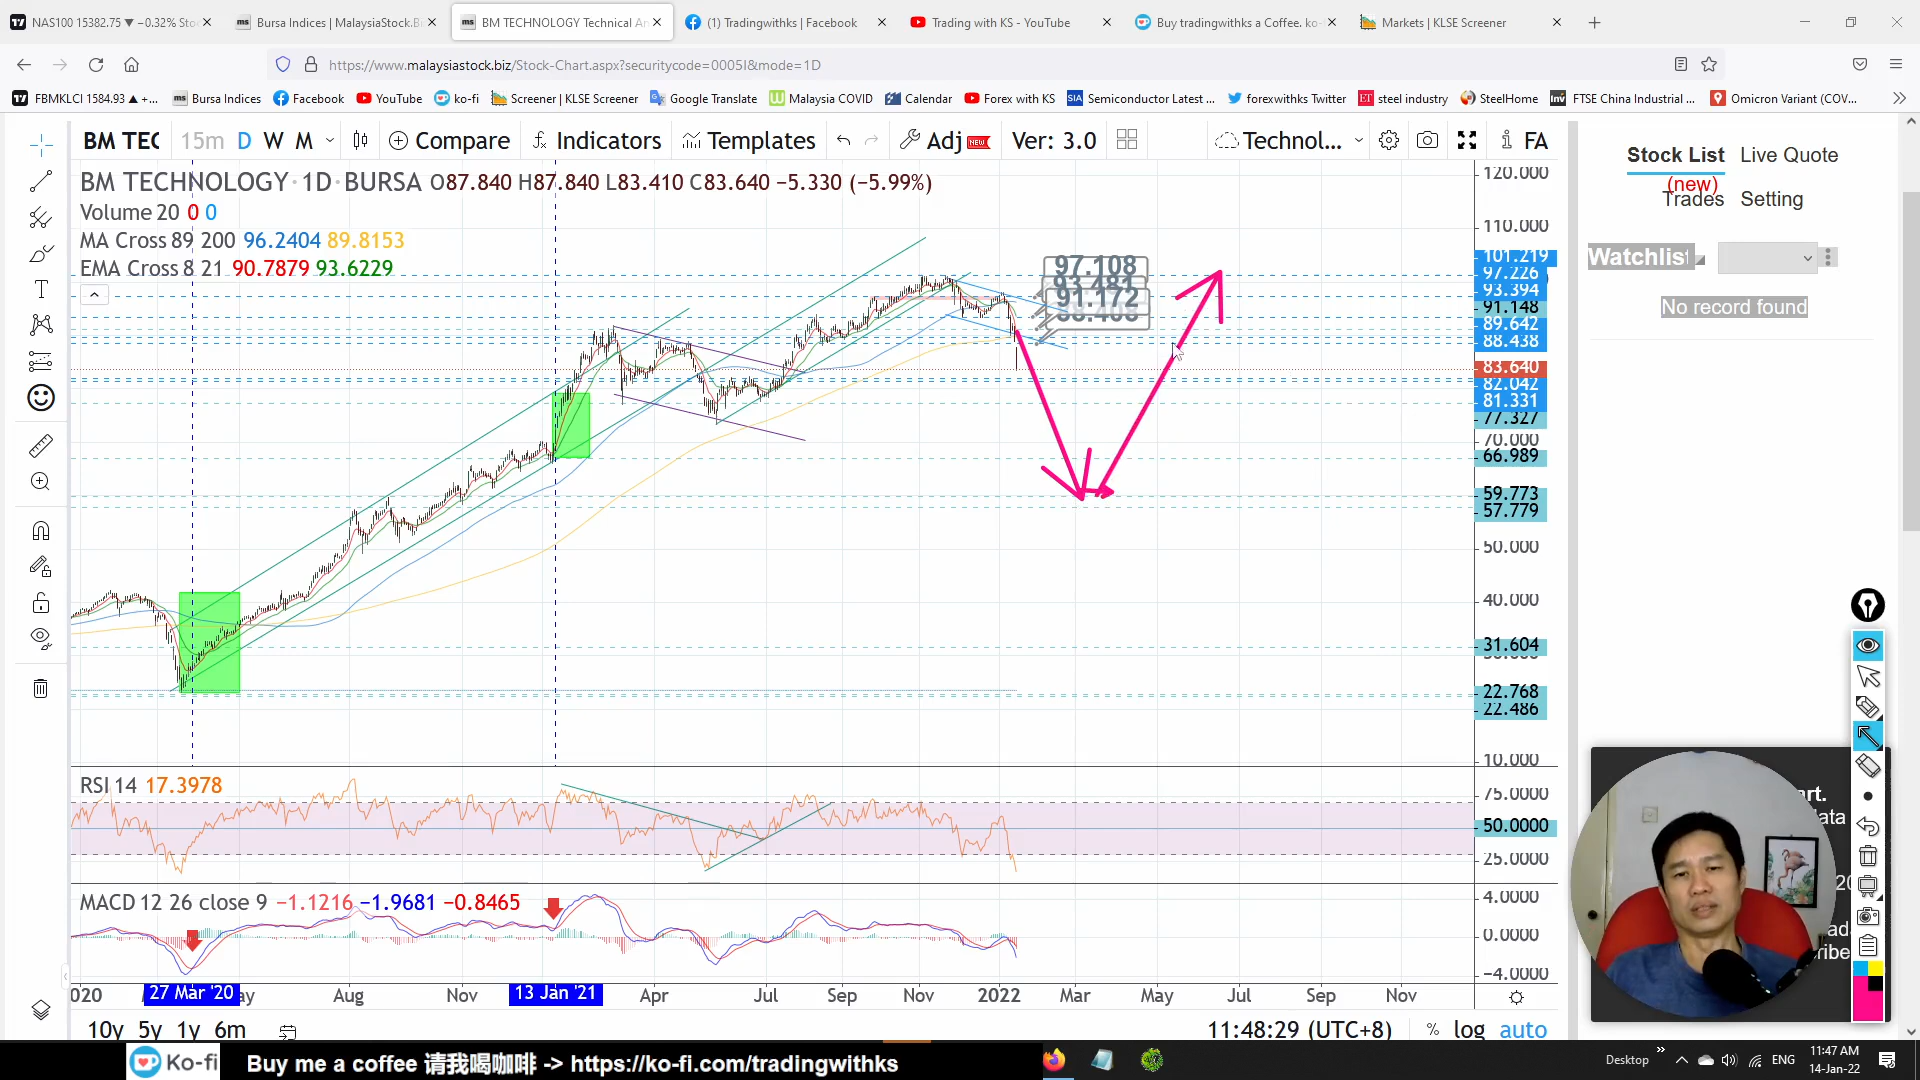 NAS100 15382.75 ▼ −0.32% Sto
Bursa Indices | MalaysiaStock.B
BM TECHNOLOGY Technical A
(1) Tradingwithks | Facebook
Trading with KS - YouTube
Buy tradingwithks a Coffee. ko-
Markets | KLSE Screener
https://www.malaysiastock.biz/Stock-Chart.aspx?securitycode=0005I&mode=1D
FBMKLCI 1584.93 ▲ +...
Bursa Indices
Facebook
YouTube
ko-fi
Screener | KLSE Screener
Google Translate
Malaysia COVID
Calendar
Forex with KS
Semiconductor Latest ...
forexwithks Twitter
steel industry
SteelHome
FTSE China Industrial ...
Omicron Variant (COV...
BM TEC 15m D W M Compare Indicators Templates Adj NEW Ver: 3.0 Technol... FA
BM TECHNOLOGY · 1D · BURSA O87.840 H87.840 L83.410 C83.640 −5.330 (−5.99%)
Volume 20 0 0
MA Cross 89 200 96.2404 89.8153
EMA Cross 8 21 90.7879 93.6229
97.108
93.481
91.172
88.408
120.000
110.000
101.219
97.226
93.394
91.148
89.642
88.438
83.640
82.042
81.331
77.327
70.000
66.989
59.773
57.779
50.000
40.000
31.604
22.768
22.486
10.000
RSI 14 17.3978
75.0000
50.0000
25.0000
MACD 12 26 close 9 −1.1216 −1.9681 −0.8465
4.0000
0.0000
−4.0000
2020 27 Mar '20 ay Aug Nov 13 Jan '21 Apr Jul Sep Nov 2022 Mar May Jul Sep Nov
10y 5y 1y 6m
11:48:29 (UTC+8) % log auto
Stock List Live Quote
(new)
Trades Setting
Watchlist
No record found
art.
ata
20
ada
ribe
Ko-fi
Buy me a coffee 请我喝咖啡 -> https://ko-fi.com/tradingwithks
Desktop
ENG
11:47 AM
14-Jan-22